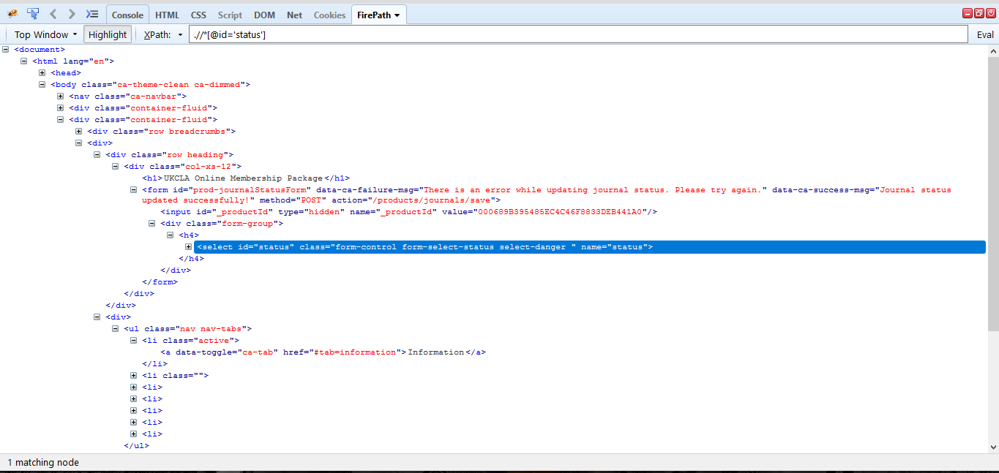 Console HTML CSS Script DOM Net Cookies FirePath
Top Window Highlight XPath: .//*[@id='status'] Eval
<document>
<html lang="en">
<head>
<body class="ca-theme-clean ca-dimmed">
<nav class="ca-navbar">
<div class="container-fluid">
<div class="container-fluid">
<div class="row breadcrumbs">
<div>
<div class="row heading">
<div class="col-xs-12">
<h1>UKCLA Online Membership Package</h1>
<form id="prod-journalStatusForm" data-ca-failure-msg="There is an error while updating journal status. Please try again." data-ca-success-msg="Journal status
updated successfully!" method="POST" action="/products/journals/save">
<input id="_productId" type="hidden" name="_productId" value="000689B395485EC4C46F8833DEB441A0"/>
<div class="form-group">
<h4>
<select id="status" class="form-control form-select-status select-danger " name="status">
</h4>
</div>
</form>
</div>
</div>
<div>
<ul class="nav nav-tabs">
<li class="active">
<a data-toggle="ca-tab" href="#tab=information">Information</a>
</li>
<li class="">
<li>
<li>
<li>
<li>
<li>
</ul>
1 matching node